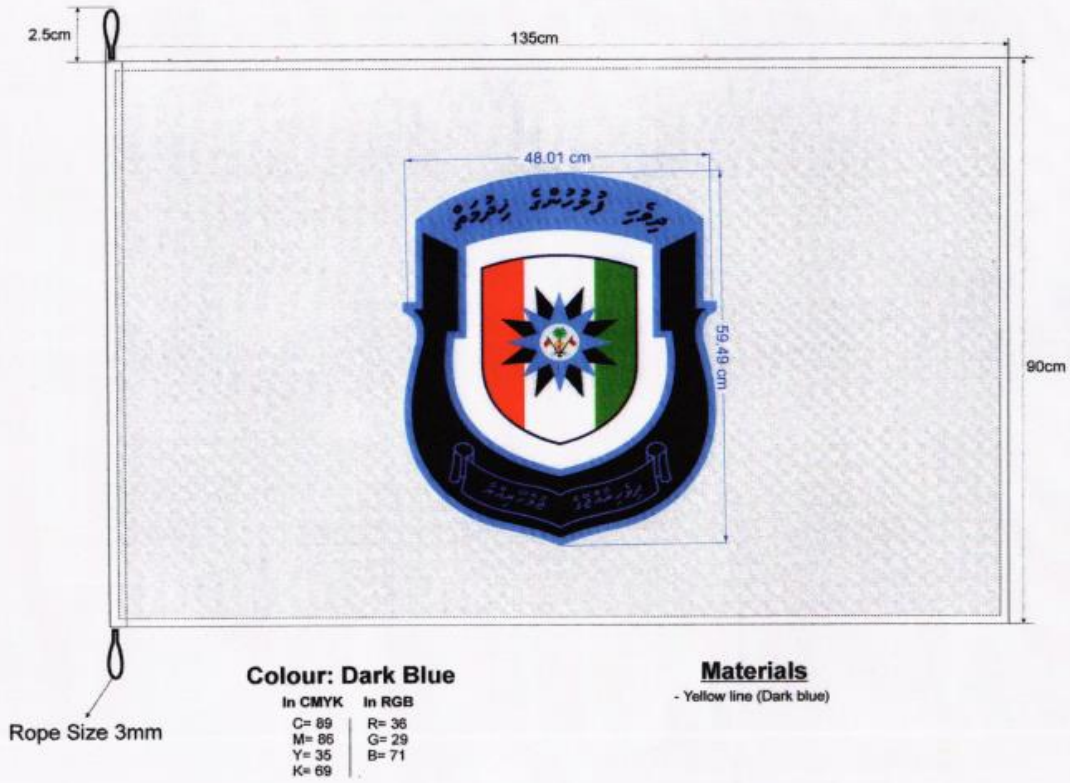 2.5cm
135cm
48.01 cm
ދިވެހި ފުލުހުންގެ ޚިދުމަތް
59.49 cm
90cm
Colour: Dark Blue
In CMYK In RGB
C= 89 R= 36
M= 86 G= 29
Y= 35 B= 71
K= 69
Materials
- Yellow line (Dark blue)
Rope Size 3mm